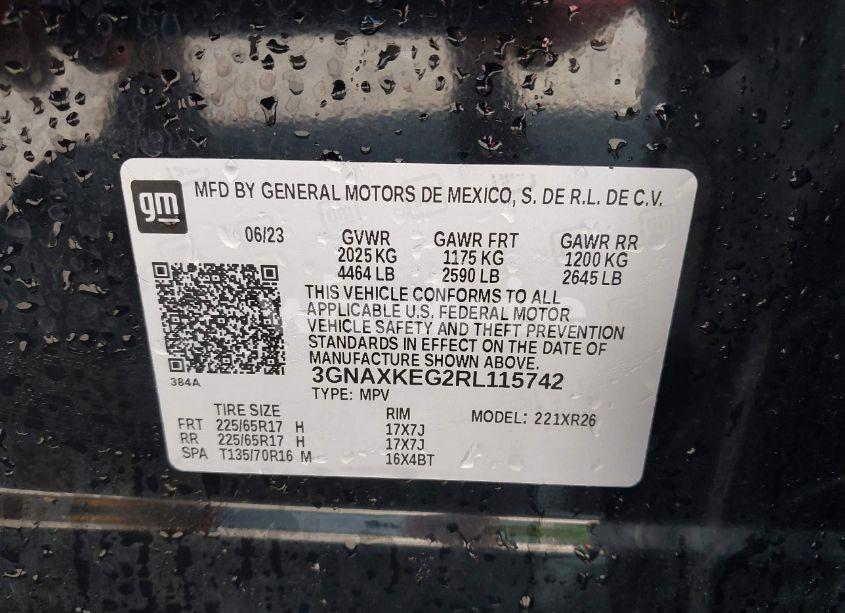 gm MFD BY GENERAL MOTORS DE MEXICO, S. DE R.L. DE C.V.
06/23 GVWR GAWR FRT GAWR RR
2025 KG 1175 KG 1200 KG
4464 LB 2590 LB 2645 LB
THIS VEHICLE CONFORMS TO ALL
APPLICABLE U.S. FEDERAL MOTOR
VEHICLE SAFETY AND THEFT PREVENTION
STANDARDS IN EFFECT ON THE DATE OF
MANUFACTURE SHOWN ABOVE.
384A
3GNAXKEG2RL115742
TYPE: MPV
TIRE SIZE RIM MODEL: 221XR26
FRT 225/65R17 H 17X7J
RR 225/65R17 H 17X7J
SPA T135/70R16 M 16X4BT